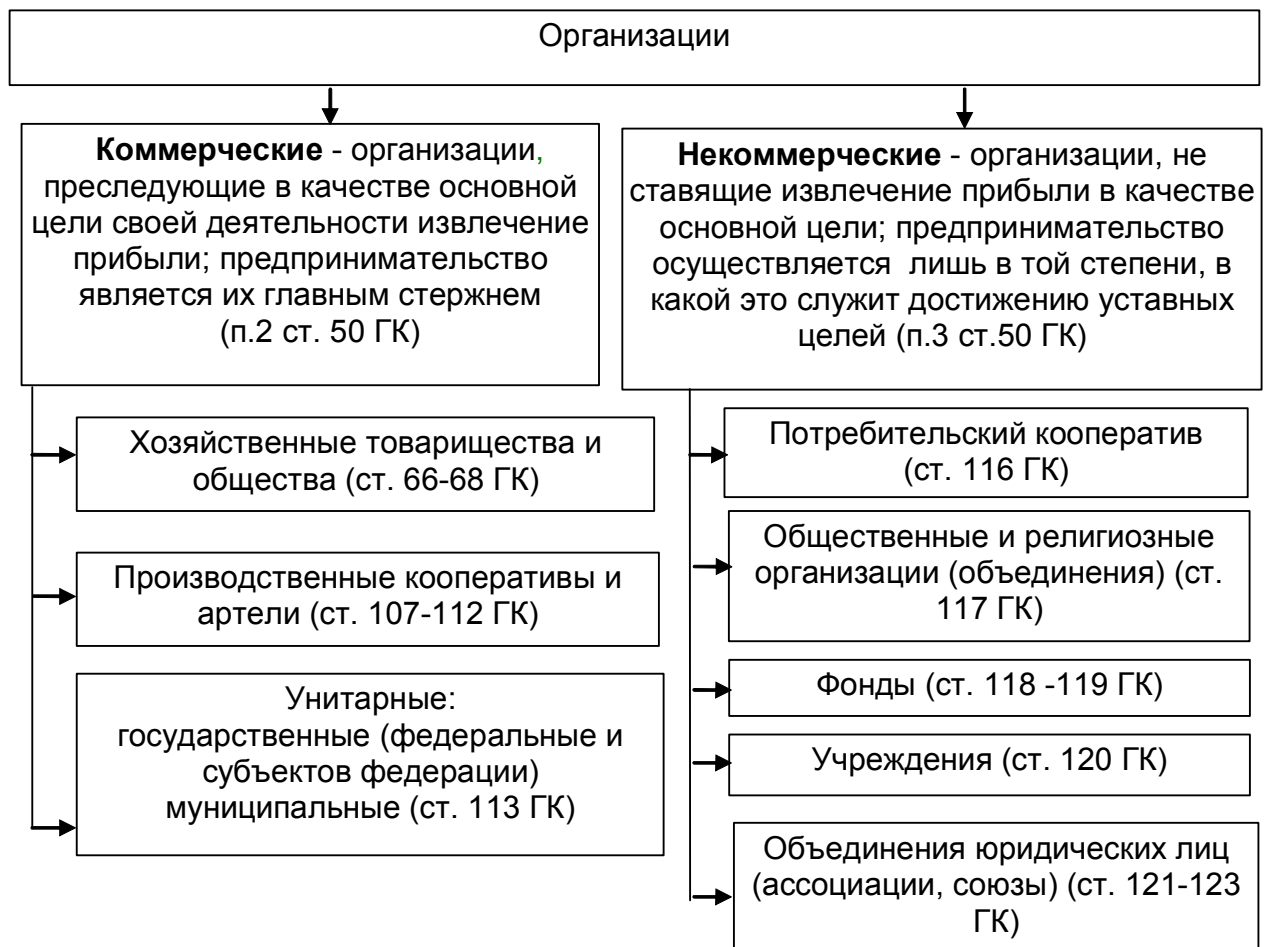 Организации
Коммерческие - организации,
преследующие в качестве основной
цели своей деятельности извлечение
прибыли; предпринимательство
является их главным стержнем
(п.2 ст. 50 ГК)
Некоммерческие - организации, не
ставящие извлечение прибыли в качестве
основной цели; предпринимательство
осуществляется лишь в той степени, в
какой это служит достижению уставных
целей (п.3 ст.50 ГК)
Хозяйственные товарищества и
общества (ст. 66-68 ГК)
Производственные кооперативы и
артели (ст. 107-112 ГК)
Унитарные:
государственные (федеральные и
субъектов федерации)
муниципальные (ст. 113 ГК)
Потребительский кооператив
(ст. 116 ГК)
Общественные и религиозные
организации (объединения) (ст.
117 ГК)
Фонды (ст. 118 -119 ГК)
Учреждения (ст. 120 ГК)
Объединения юридических лиц
(ассоциации, союзы) (ст. 121-123
ГК)